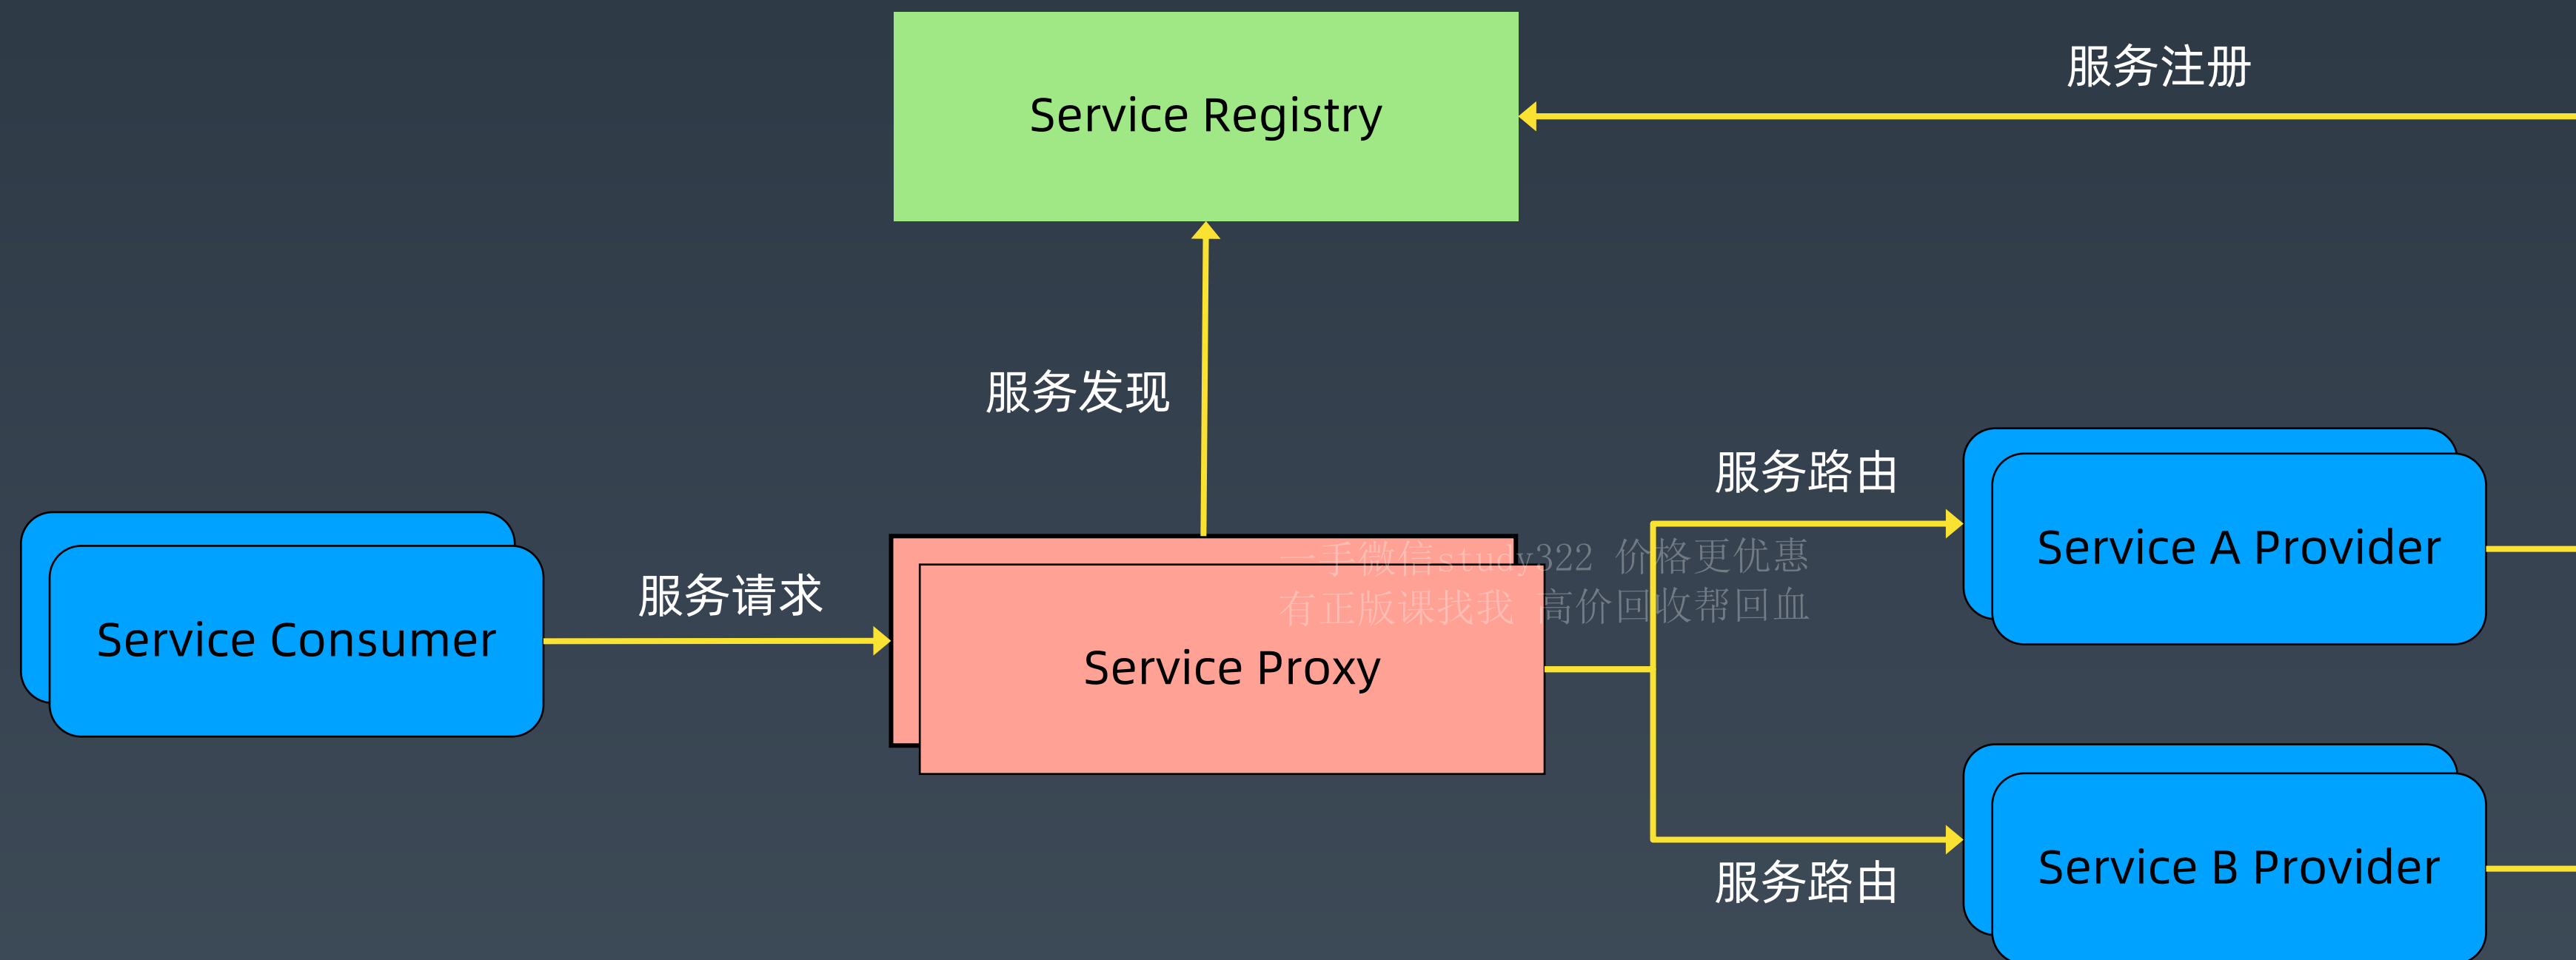 服务注册
Service Registry
服务发现
服务路由
Service A Provider
服务请求
Service Consumer
一手微信study322 价格更优惠
有正版课找我 高价回收帮回血
Service Proxy
Service B Provider
服务路由